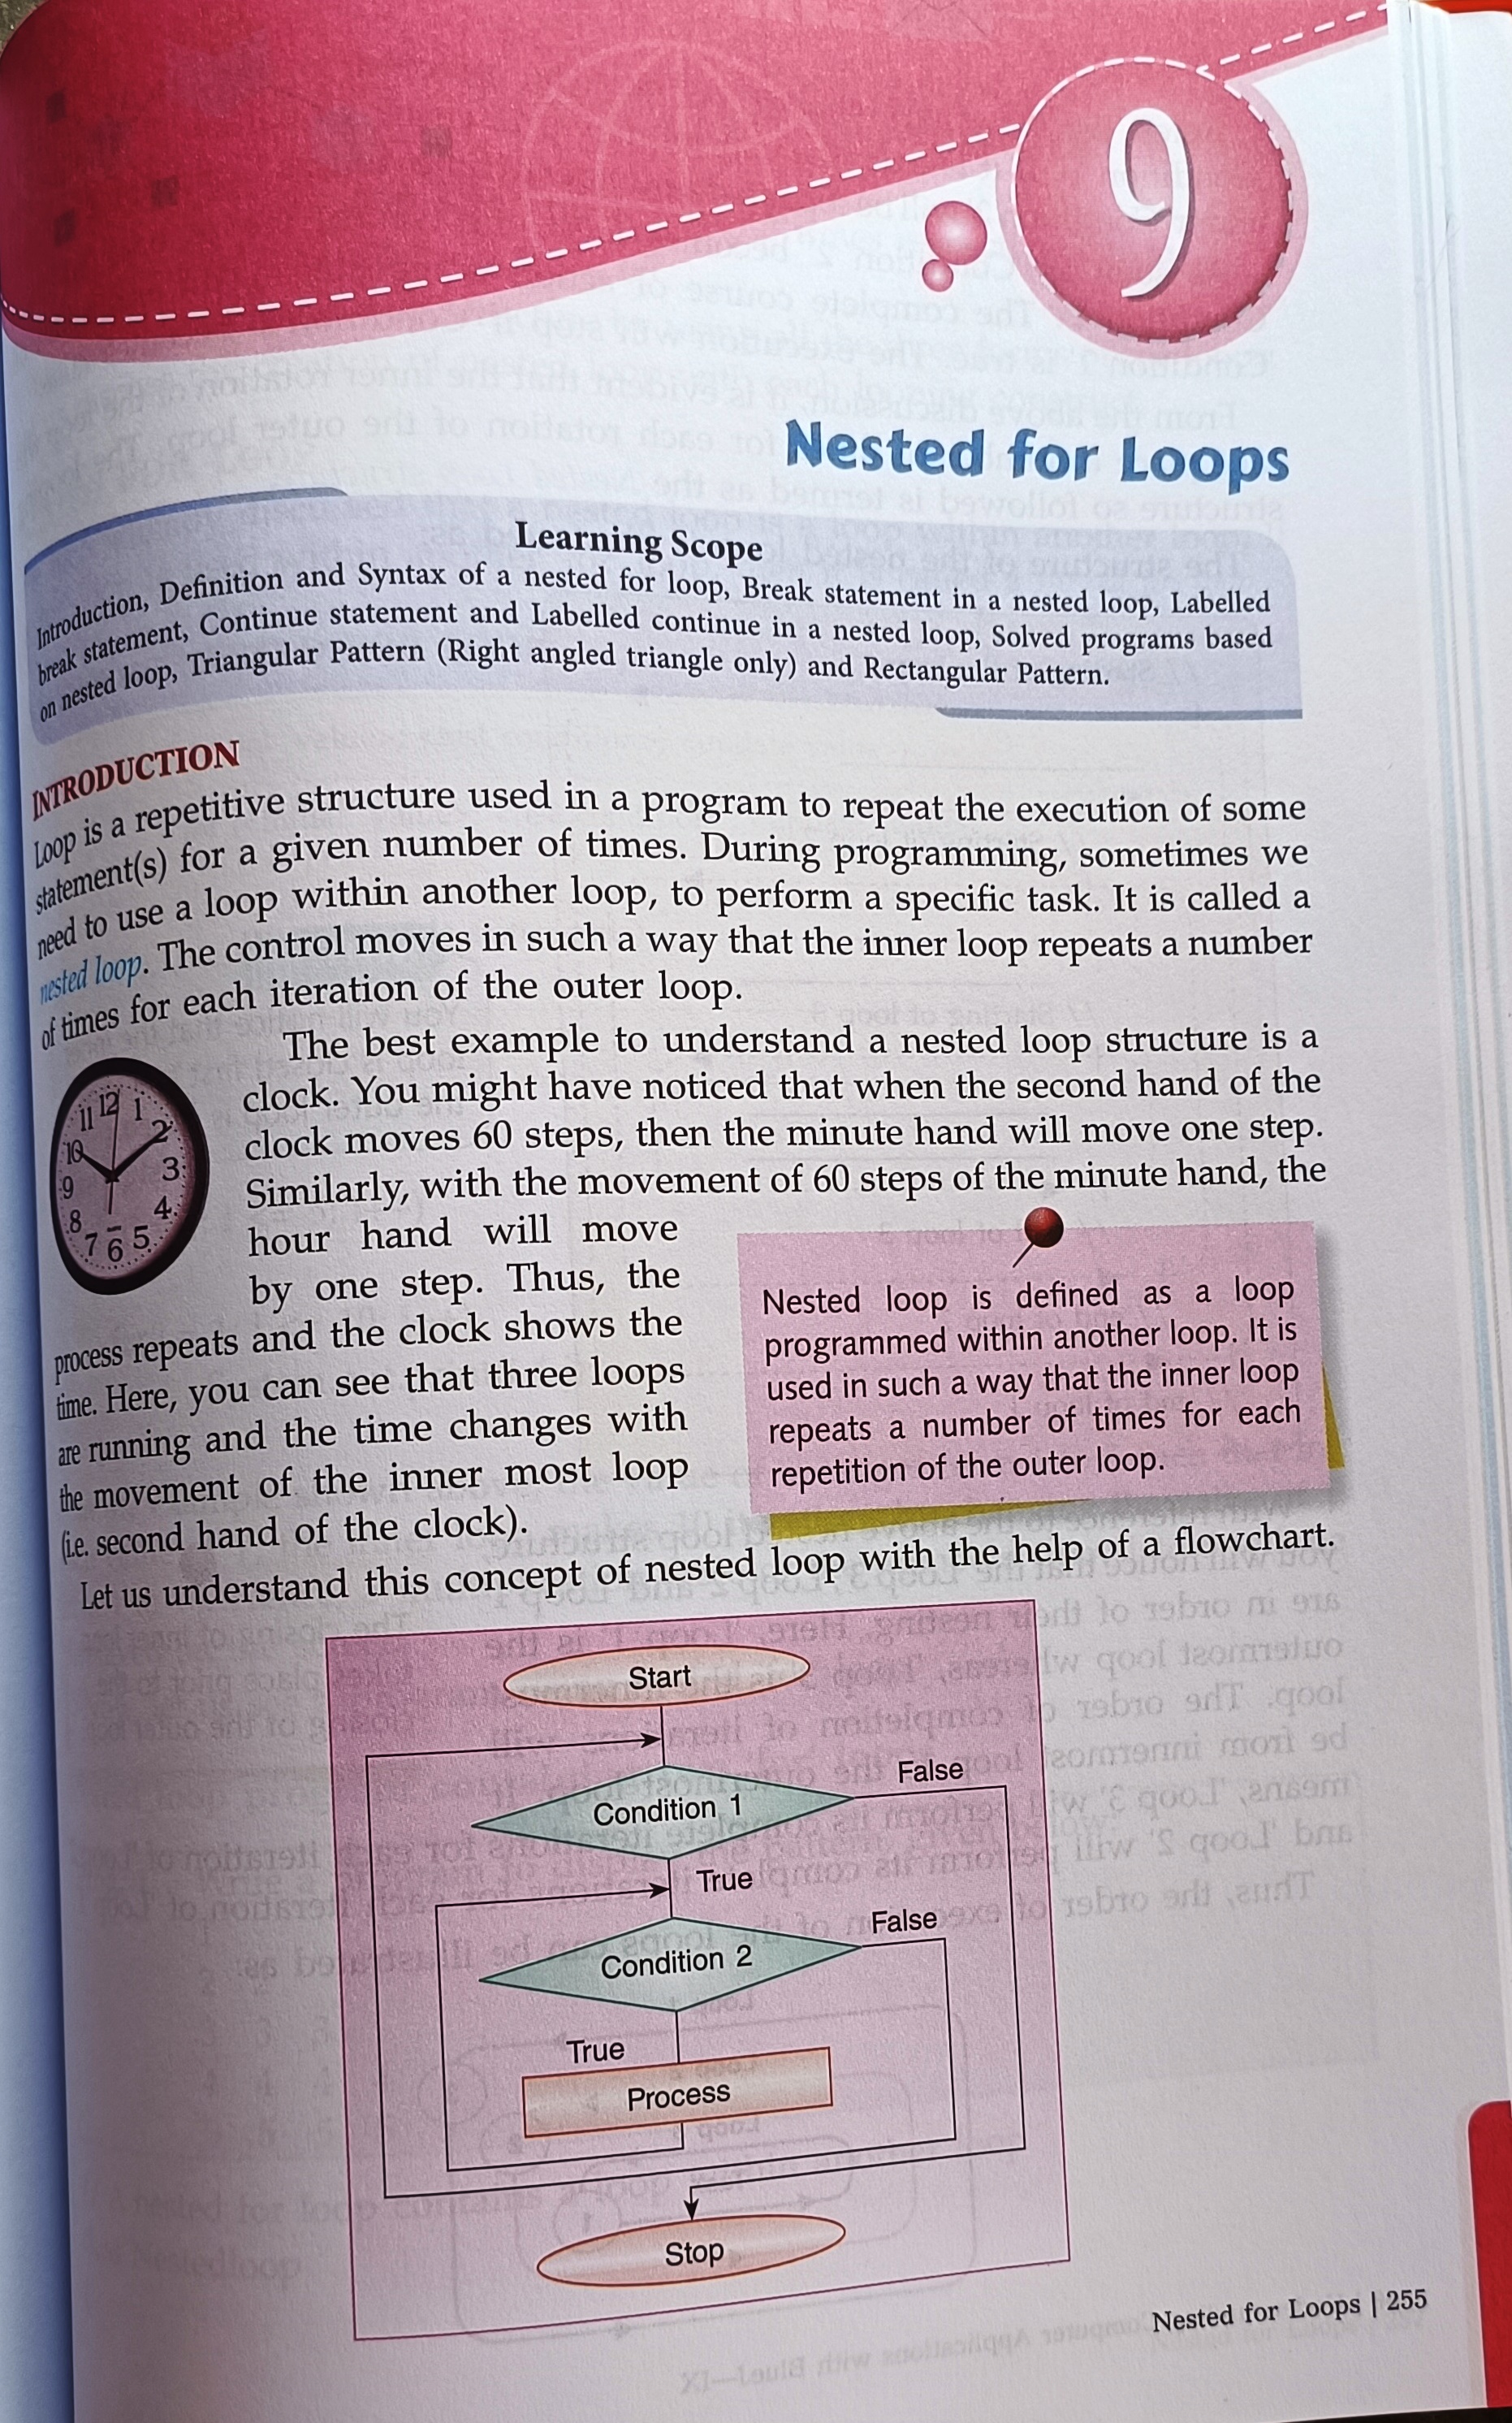 9
Nested for Loops
Learning Scope
Introduction, Definition and Syntax of a nested for loop, Break statement in a nested loop, Labelled
break statement, Continue statement and Labelled continue in a nested loop, Solved programs based
on nested loop, Triangular Pattern (Right angled triangle only) and Rectangular Pattern.
INTRODUCTION
Loop is a repetitive structure used in a program to repeat the execution of some
statement(s) for a given number of times. During programming, sometimes we
need to use a loop within another loop, to perform a specific task. It is called a
nested loop. The control moves in such a way that the inner loop repeats a number
of times for each iteration of the outer loop.
The best example to understand a nested loop structure is a
clock. You might have noticed that when the second hand of the
clock moves 60 steps, then the minute hand will move one step.
Similarly, with the movement of 60 steps of the minute hand, the
hour hand will move
by one step. Thus, the
process repeats and the clock shows the
time. Here, you can see that three loops
are running and the time changes with
the movement of the inner most loop
(i.e. second hand of the clock).
12
1
2
3
4
5
6
7
8
9
10
11
Nested loop is defined as a loop
programmed within another loop. It is
used in such a way that the inner loop
repeats a number of times for each
repetition of the outer loop.
Let us understand this concept of nested loop with the help of a flowchart.
Start
Condition 1
False
True
Condition 2
False
True
Process
Stop
Nested for Loops | 255